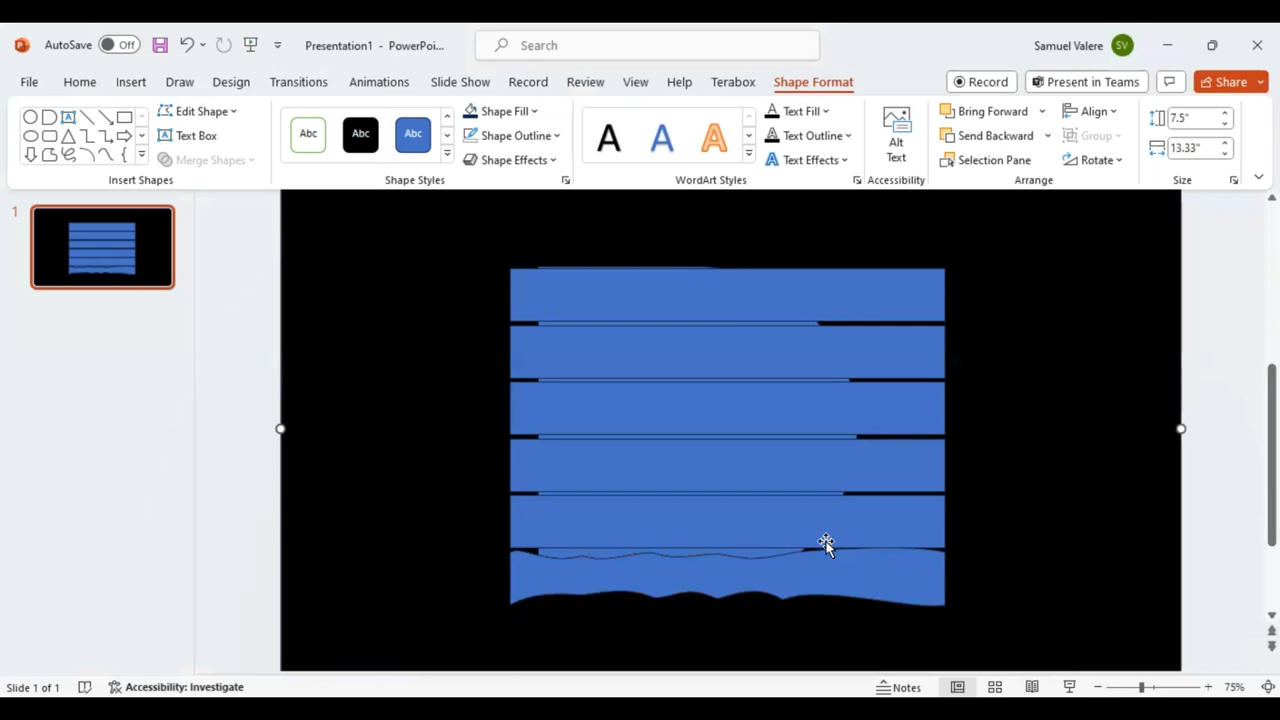 AutoSave Off Presentation1 - PowerPoi... Search Samuel Valere SV
File Home Insert Draw Design Transitions Animations Slide Show Record Review View Help Terabox Shape Format Record Present in Teams Share
Edit Shape Abc Abc Abc Shape Fill A A A A Text Fill Bring Forward Align 7.5"
A Text Box Shape Outline A Text Outline Alt Text Send Backward Group 13.33"
Merge Shapes Shape Effects A Text Effects Selection Pane Rotate
Insert Shapes Shape Styles WordArt Styles Accessibility Arrange Size
1
Slide 1 of 1 Accessibility: Investigate Notes 75%